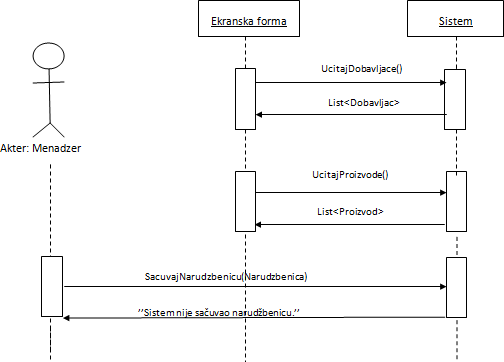 Ekranska forma
Sistem
UcitajDobavljace()
List<Dobavljac>
Akter: Menadzer
UcitajProizvode()
List<Proizvod>
SacuvajNarudzbenicu(Narudzbenica)
’’Sistem nije sačuvao narudžbenicu.’’